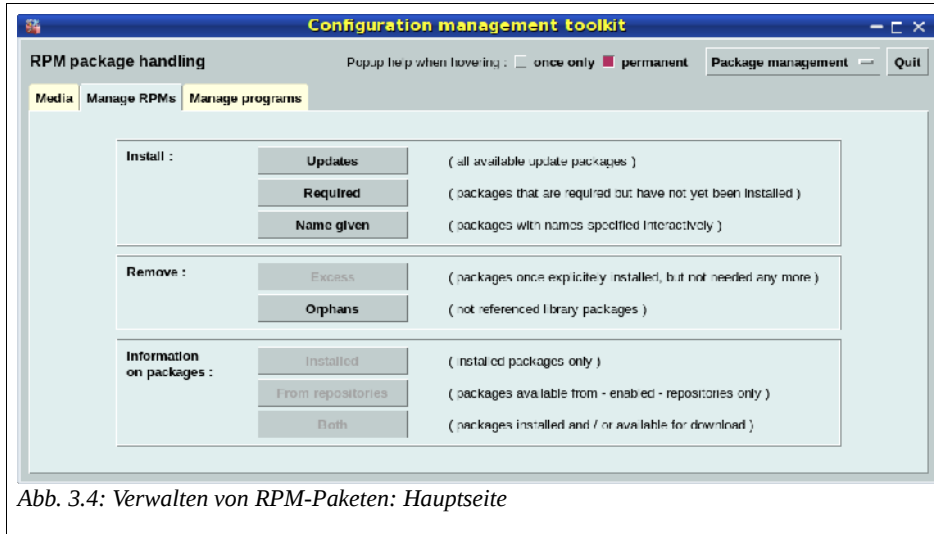 Configuration management toolkit
RPM package handling Popup help when hovering : once only permanent Package management Quit
Media Manage RPMs Manage programs
Install : Updates ( all available update packages )
Required ( packages that are required but have not yet been installed )
Name given ( packages with names specified interactively )
Remove : Excess ( packages once explicitely installed, but not needed any more )
Orphans ( not referenced library packages )
Information
on packages :
Installed ( installed packages only )
From repositories ( packages available from - enabled - repositories only )
Both ( packages installed and / or available for download )
Abb. 3.4: Verwalten von RPM-Paketen: Hauptseite